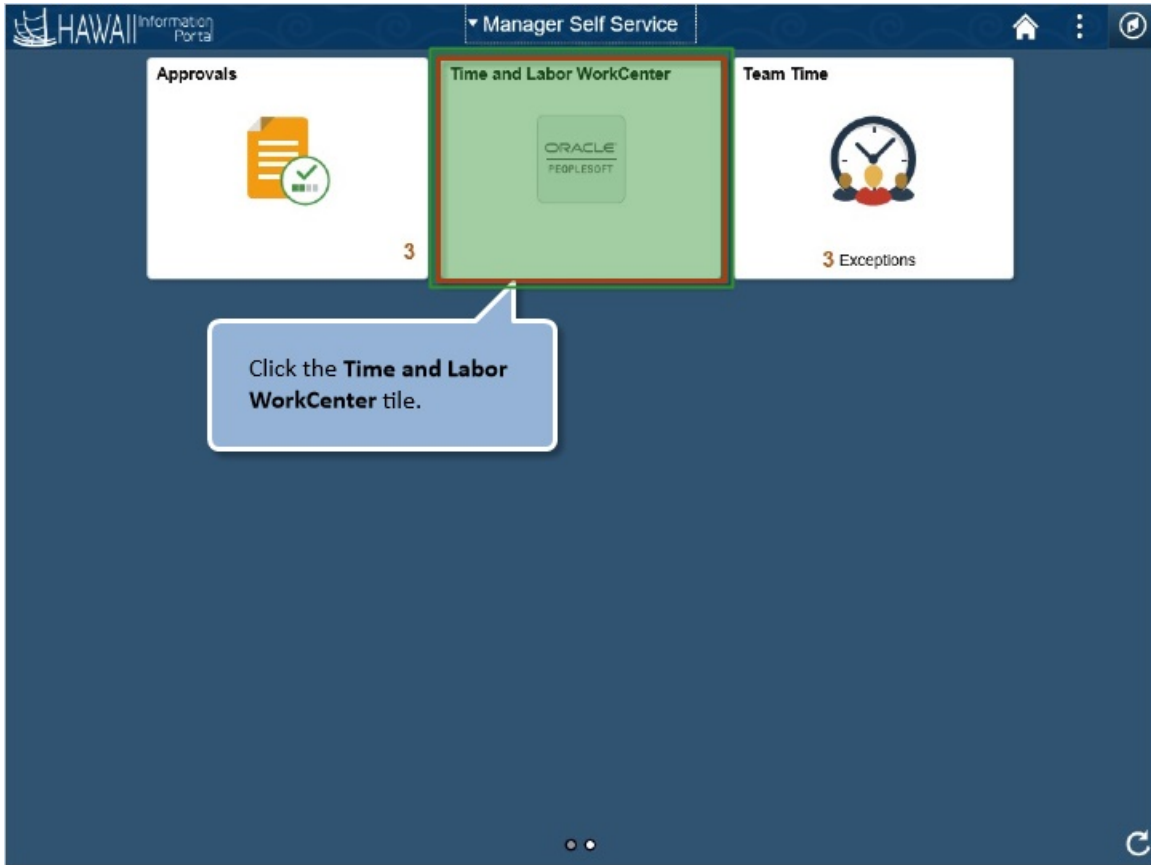 HAWAII Information Portal
Manager Self Service
Approvals
3
Time and Labor WorkCenter
ORACLE
PEOPLESOFT
Team Time
3 Exceptions
Click the Time and Labor
WorkCenter tile.